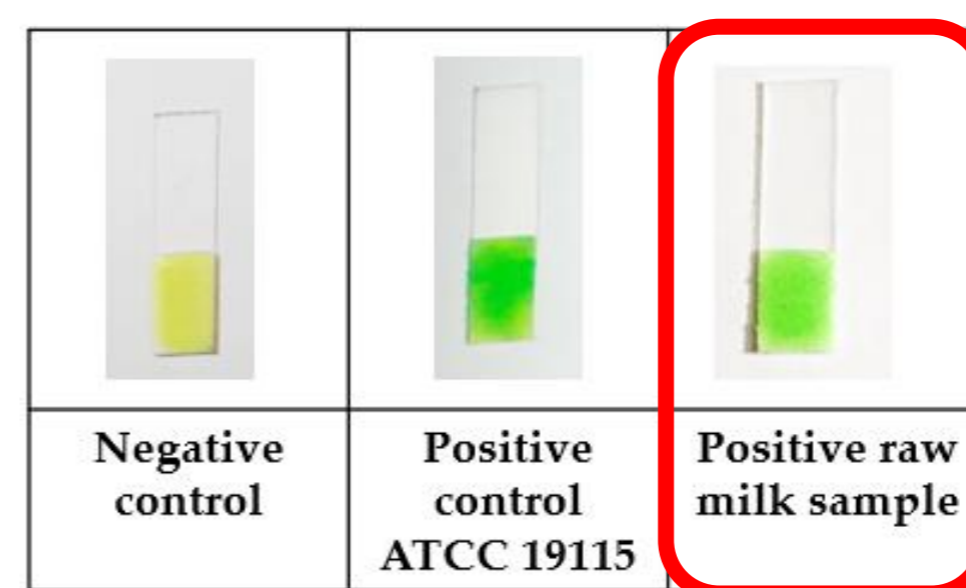 Negative
control
Positive
control
ATCC 19115
Positive raw
milk sample